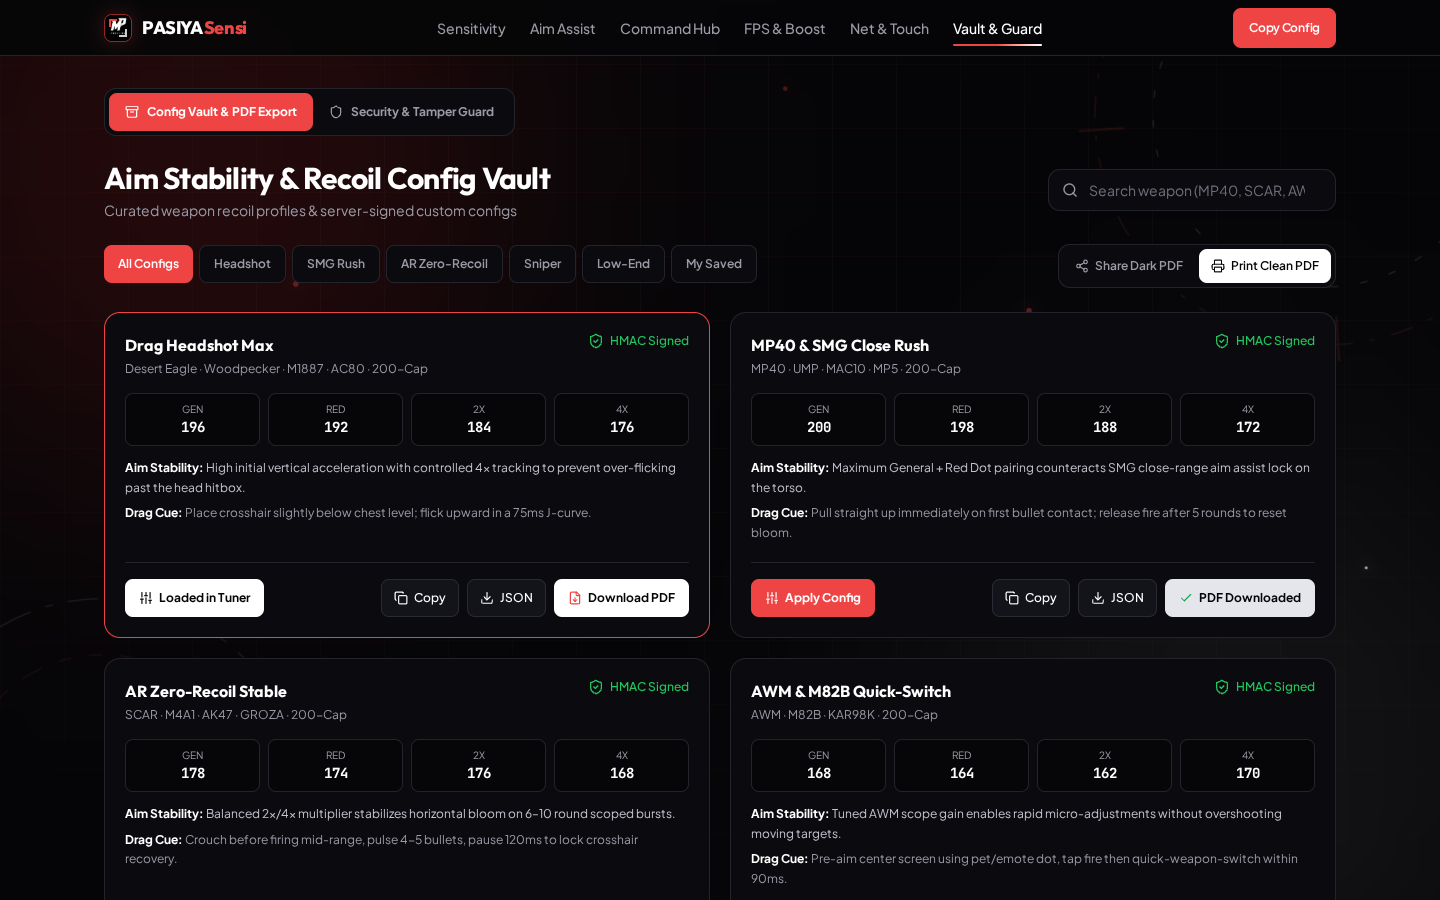 PASIYA Sensi
Sensitivity
Aim Assist
Command Hub
FPS & Boost
Net & Touch
Vault & Guard
Copy Config
Config Vault & PDF Export
Security & Tamper Guard
Aim Stability & Recoil Config Vault
Curated weapon recoil profiles & server-signed custom configs
Search weapon (MP40, SCAR, AW
All Configs
Headshot
SMG Rush
AR Zero-Recoil
Sniper
Low-End
My Saved
Share Dark PDF
Print Clean PDF
Drag Headshot Max
HMAC Signed
Desert Eagle · Woodpecker · M1887 · AC80 · 200-Cap
GEN
196
RED
192
2X
184
4X
176
Aim Stability: High initial vertical acceleration with controlled 4x tracking to prevent over-flicking
past the head hitbox.
Drag Cue: Place crosshair slightly below chest level; flick upward in a 75ms J-curve.
Loaded in Tuner
Copy
JSON
Download PDF
MP40 & SMG Close Rush
HMAC Signed
MP40 · UMP · MAC10 · MP5 · 200-Cap
GEN
200
RED
198
2X
188
4X
172
Aim Stability: Maximum General + Red Dot pairing counteracts SMG close-range aim assist lock on
the torso.
Drag Cue: Pull straight up immediately on first bullet contact; release fire after 5 rounds to reset
bloom.
Apply Config
Copy
JSON
PDF Downloaded
AR Zero-Recoil Stable
HMAC Signed
SCAR · M4A1 · AK47 · GROZA · 200-Cap
GEN
178
RED
174
2X
176
4X
168
Aim Stability: Balanced 2x/4x multiplier stabilizes horizontal bloom on 6-10 round scoped bursts.
Drag Cue: Crouch before firing mid-range, pulse 4-5 bullets, pause 120ms to lock crosshair
recovery.
AWM & M82B Quick-Switch
HMAC Signed
AWM · M82B · KAR98K · 200-Cap
GEN
168
RED
164
2X
162
4X
170
Aim Stability: Tuned AWM scope gain enables rapid micro-adjustments without overshooting
moving targets.
Drag Cue: Pre-aim center screen using pet/emote dot, tap fire then quick-weapon-switch within
90ms.